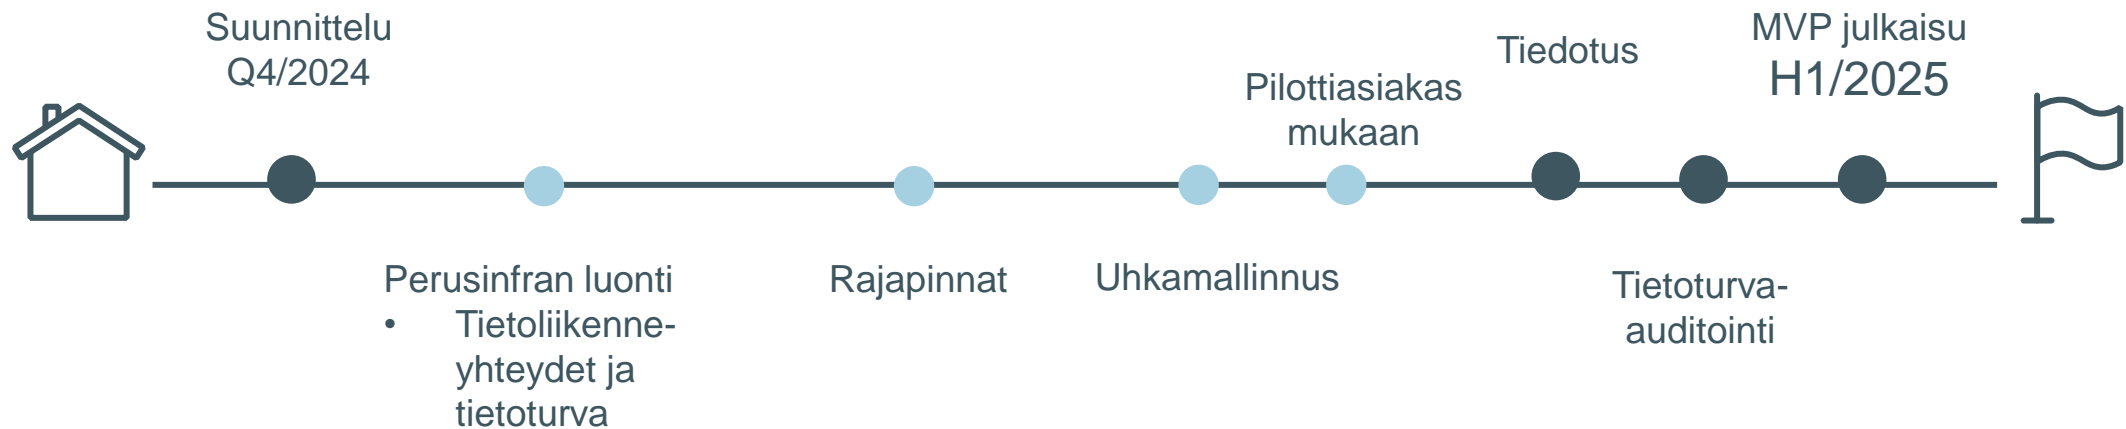 Suunnittelu
Q4/2024
Perusinfran luonti
• Tietoliikenne-
yhteydet ja
tietoturva
Rajapinnat
Uhkamallinnus
Pilottiasiakas
mukaan
Tiedotus
Tietoturva-
auditointi
MVP julkaisu
H1/2025